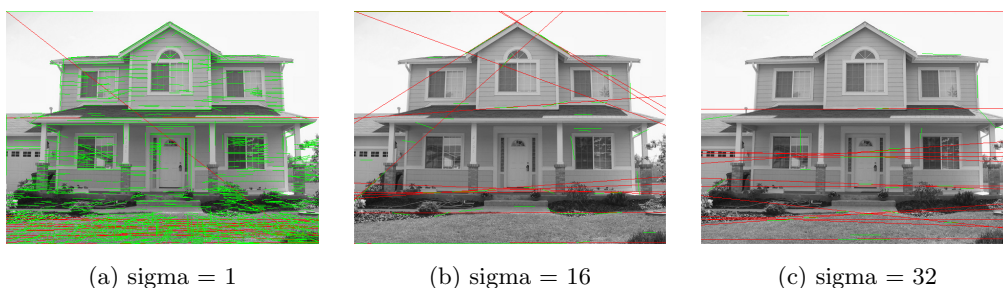 (a) sigma = 1
(b) sigma = 16
(c) sigma = 32